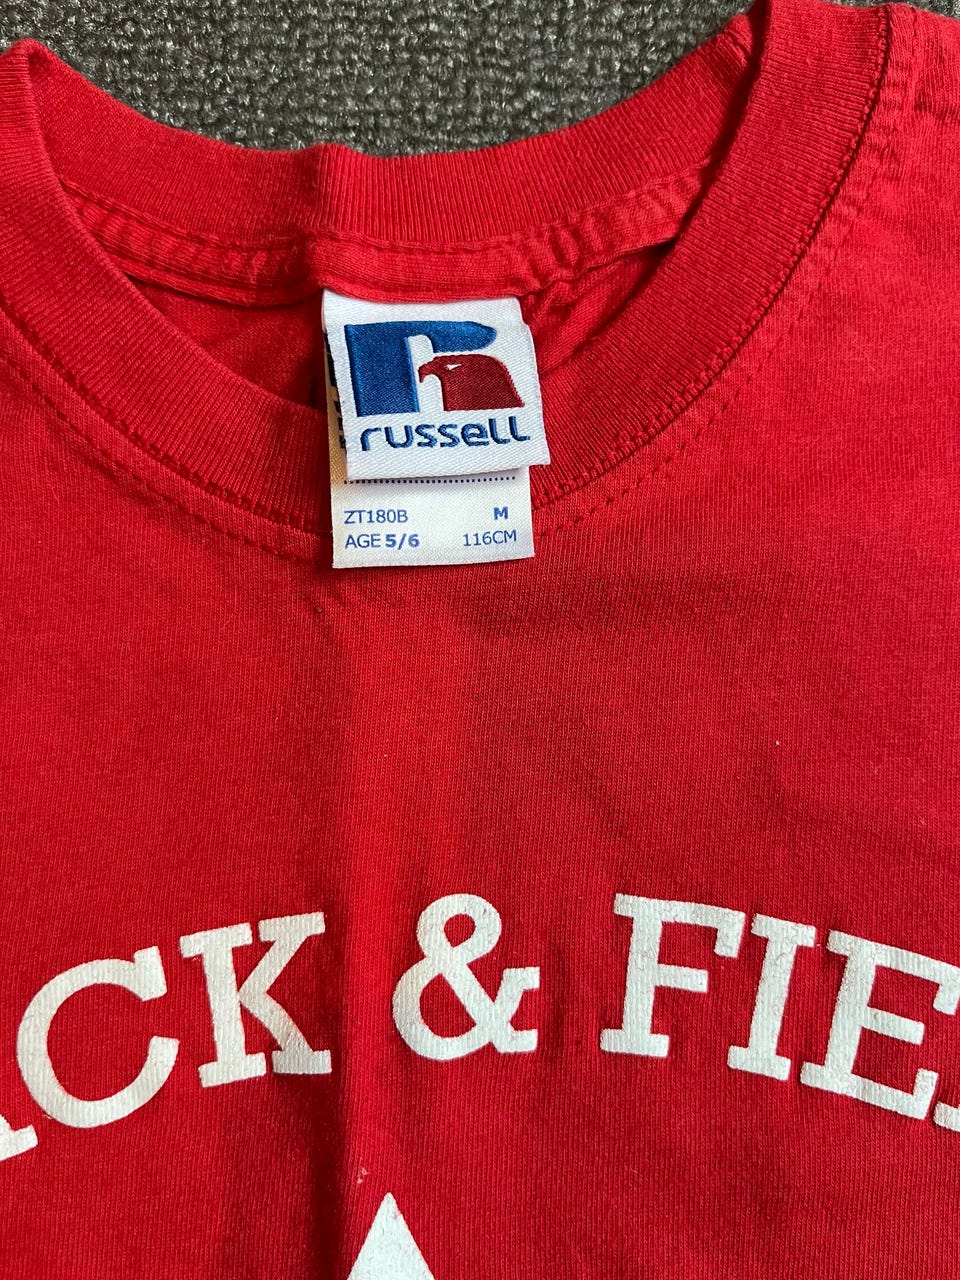 russell
ZT180B M
AGE 5/6 116CM
ACK & FIE